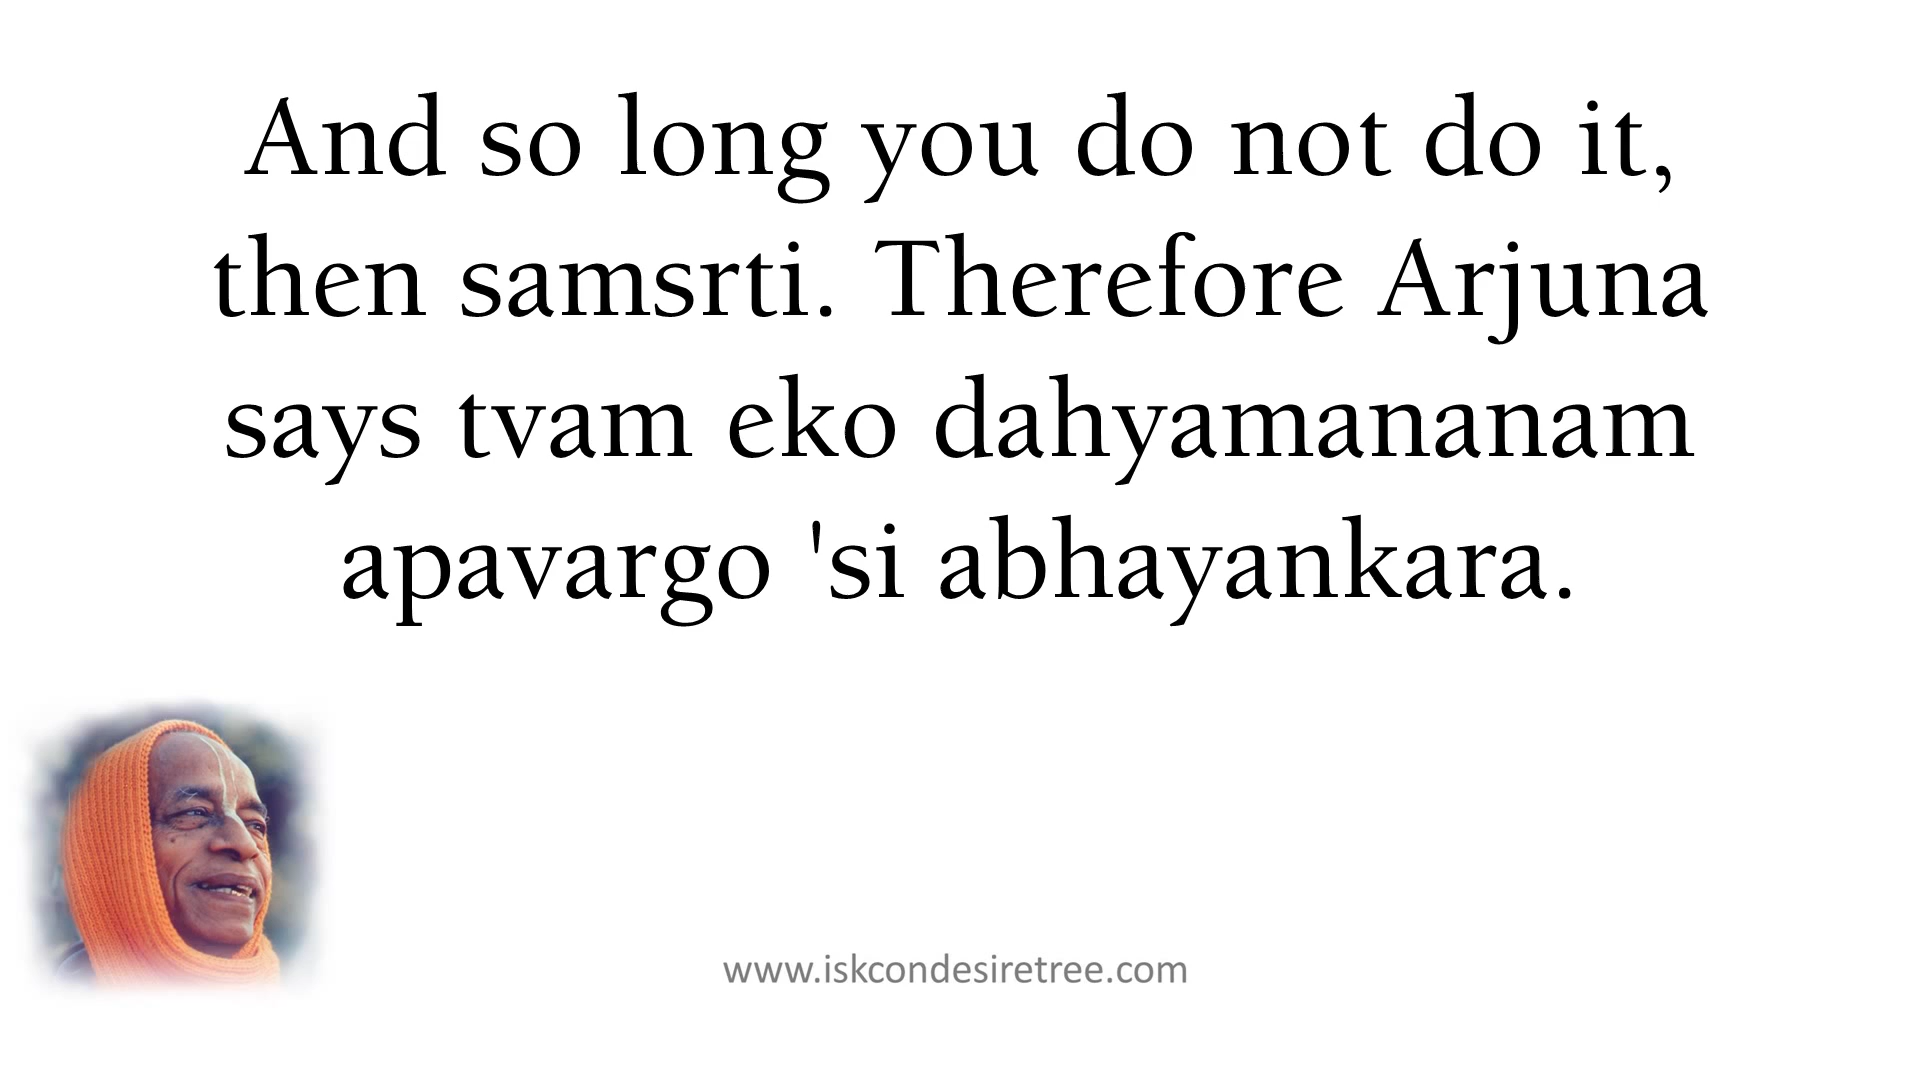 And so long you do not do it,
then samsrti. Therefore Arjuna
says tvam eko dahyamananam
apavargo 'si abhayankara.
www.iskcondesiretree.com